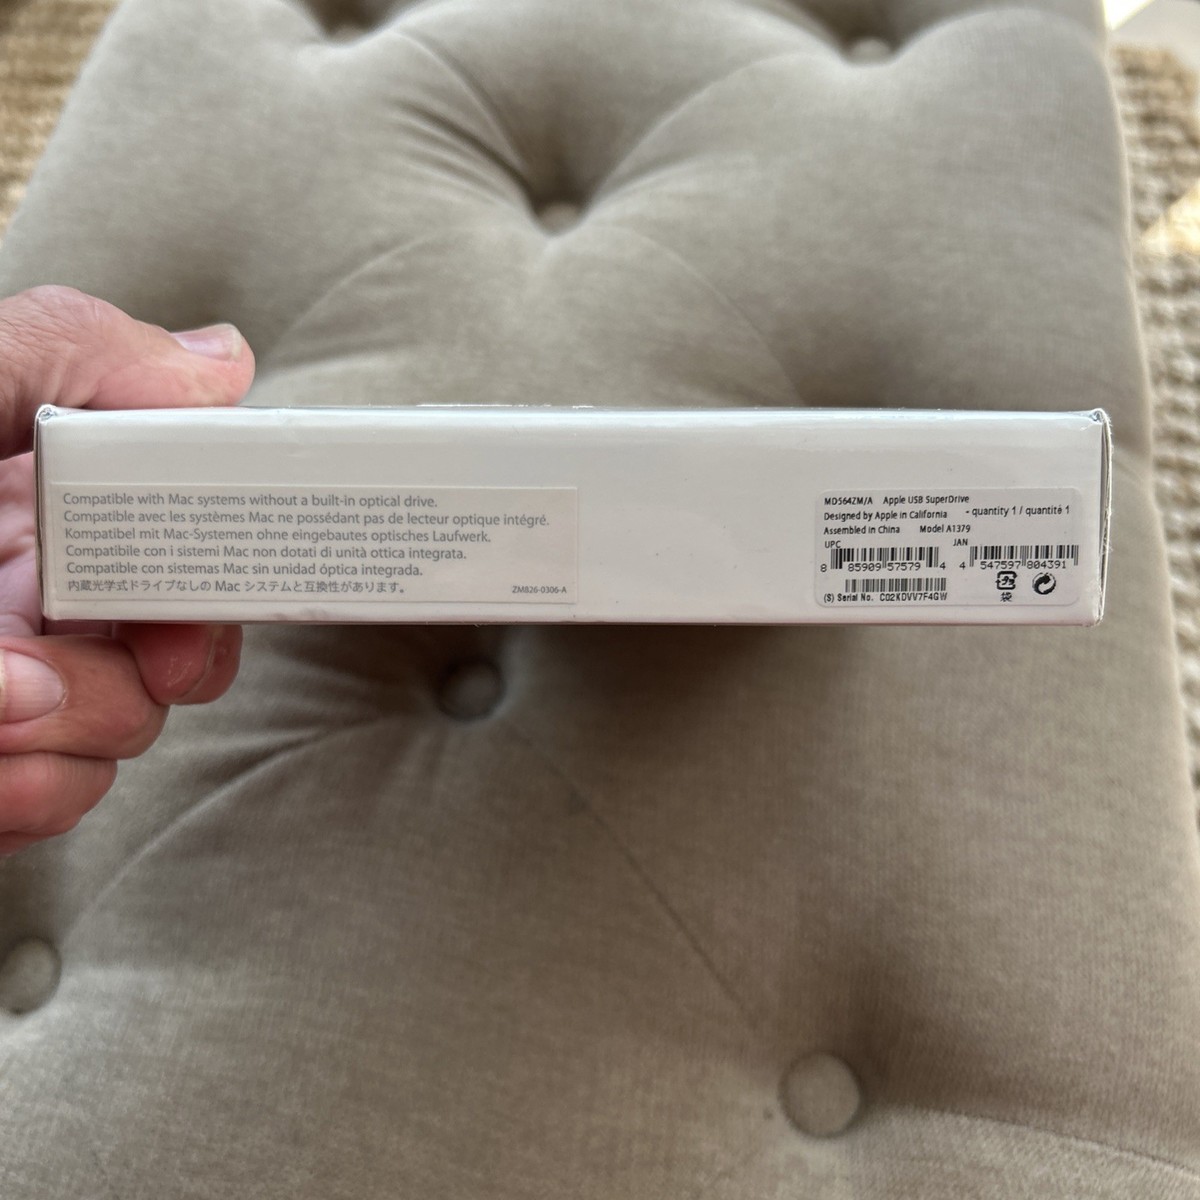 Compatible with Mac systems without a built-in optical drive.
Compatible avec les systèmes Mac ne possédant pas de lecteur optique intégré.
Kompatibel mit Mac-Systemen ohne eingebautes optisches Laufwerk.
Compatibile con i sistemi Mac non dotati di unità ottica integrata.
Compatible con sistemas Mac sin unidad óptica integrada.
内蔵光学式ドライブなしの Mac システムと互換性があります。
ZM826-0306-A
MD564ZM/A Apple USB SuperDrive
Designed by Apple in California - quantity 1 / quantité 1
Assembled in China Model A1379
UPC JAN
8 85909 57579 4 4 547597 804391
(S) Serial No. C02KDVV7F4GW
袋